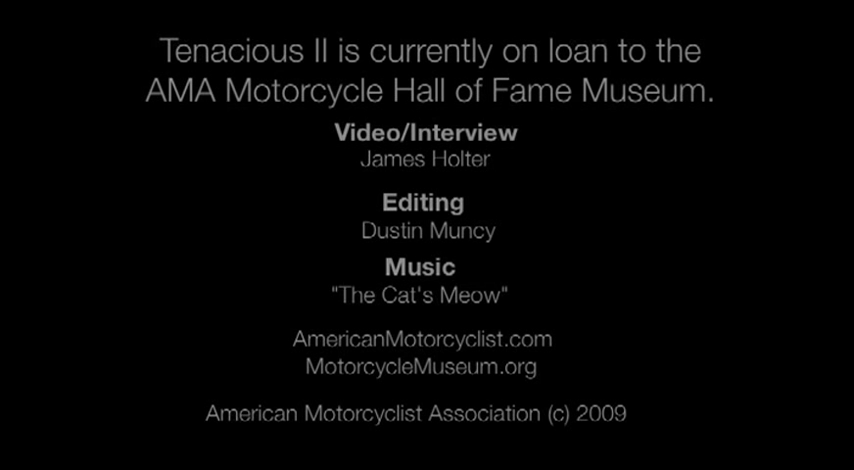 Tenacious II is currently on loan to the
AMA Motorcycle Hall of Fame Museum.
Video/Interview
James Holter
Editing
Dustin Muncy
Music
"The Cat's Meow"
AmericanMotorcyclist.com
MotorcycleMuseum.org
American Motorcyclist Association (c) 2009